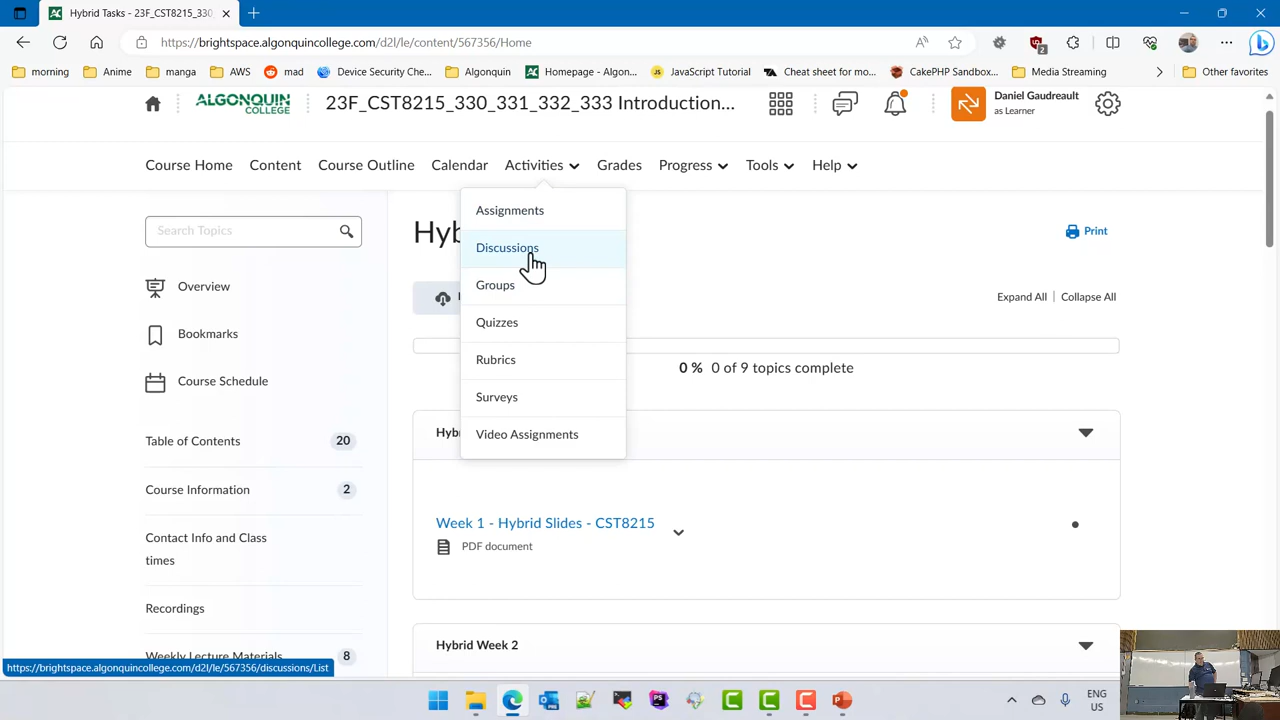 Hybrid Tasks - 23F_CST8215_330
https://brightspace.algonquincollege.com/d2l/le/content/567356/Home
2
morning
Anime
manga
AWS
mad
Device Security Che...
Algonquin
Homepage - Algon...
JavaScript Tutorial
Cheat sheet for mo...
CakePHP Sandbox...
Media Streaming
Other favorites
ALGONQUIN
COLLEGE
23F_CST8215_330_331_332_333 Introduction...
Daniel Gaudreault
as Learner
Course Home
Content
Course Outline
Calendar
Activities
Grades
Progress
Tools
Help
Assignments
Discussions
Groups
Quizzes
Rubrics
Surveys
Video Assignments
Search Topics
Overview
Bookmarks
Course Schedule
Table of Contents 20
Course Information 2
Contact Info and Class
times
Recordings
Weekly Lecture Materials 8
Hyb
Print
Expand All | Collapse All
0 % 0 of 9 topics complete
Hyb
Week 1 - Hybrid Slides - CST8215
PDF document
Hybrid Week 2
https://brightspace.algonquincollege.com/d2l/le/567356/discussions/List
ENG
US